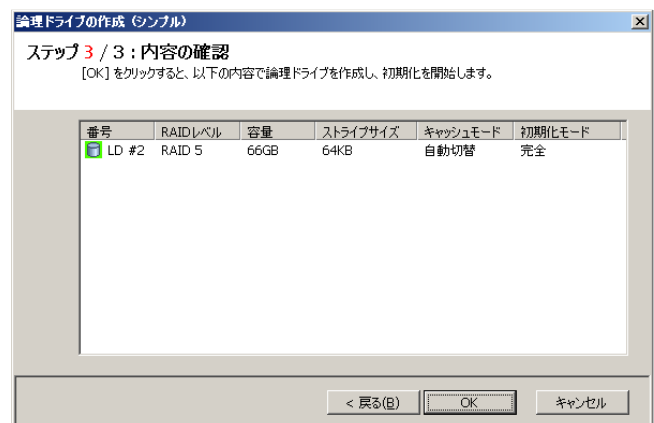 論理ドライブの作成 (シンプル)
ステップ 3 / 3 : 内容の確認
[OK] をクリックすると、以下の内容で論理ドライブを作成し、初期化を開始します。
番号 RAIDレベル 容量 ストライプサイズ キャッシュモード 初期化モード
LD #2 RAID 5 66GB 64KB 自動切替 完全
< 戻る(B) OK キャンセル